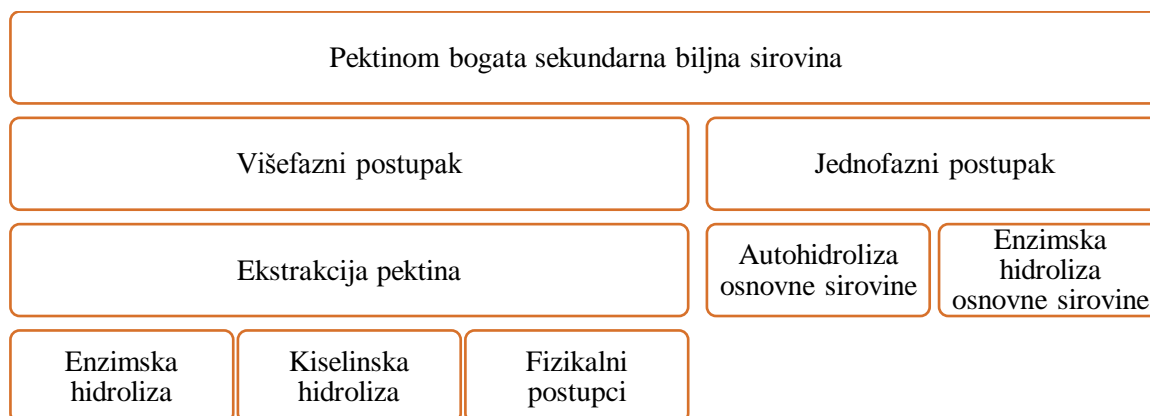 Pektinom bogata sekundarna biljna sirovina
Višefazni postupak
Jednofazni postupak
Ekstrakcija pektina
Autohidroliza
osnovne sirovine
Enzimska
hidroliza
osnovne sirovine
Enzimska
hidroliza
Kiselinska
hidroliza
Fizikalni
postupci